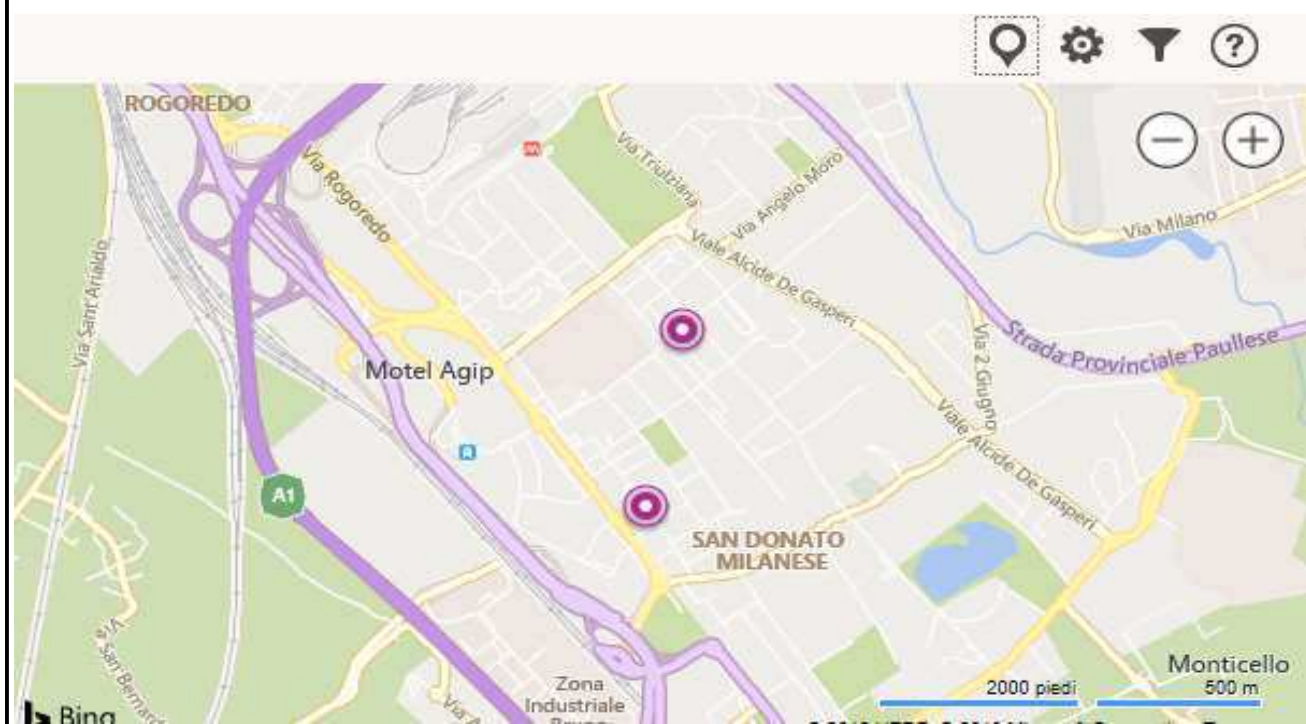 ?
ROGOREDO
Via Rogoredo
Via Triulziana
Via Angelo Moro
Via Milano
Via Sant'Arialdo
Viale Alcide De Gasperi
Strada Provinciale Paullese
Via 2 Giugno
Motel Agip
Viale Alcide De Gasperi
A1
SAN DONATO
MILANESE
Monticello
2000 piedi
500 m
Zona
Industriale
Via
Bing